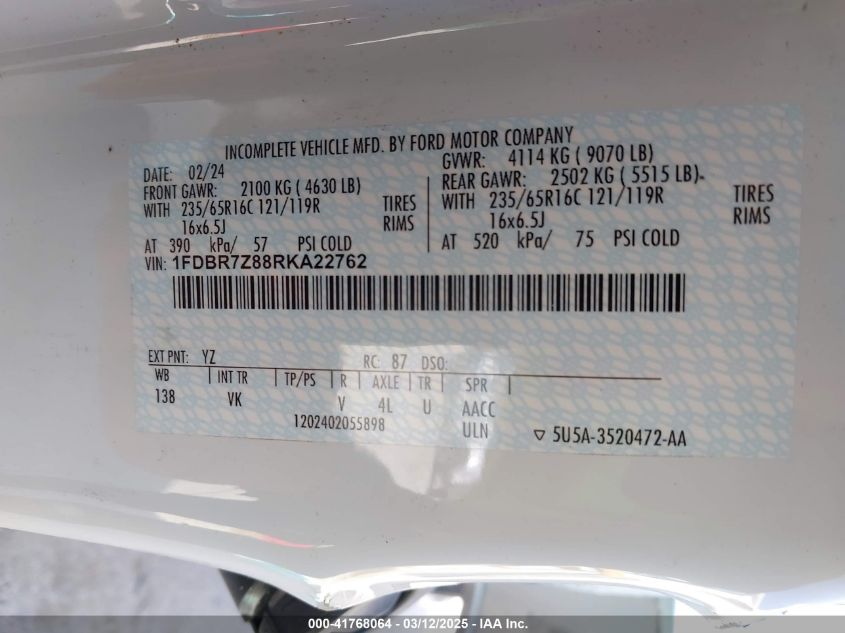 INCOMPLETE VEHICLE MFD. BY FORD MOTOR COMPANY
DATE: 02/24 GVWR: 4114 KG ( 9070 LB)
FRONT GAWR: 2100 KG ( 4630 LB) REAR GAWR: 2502 KG ( 5515 LB)
WITH 235/65R16C 121/119R TIRES WITH 235/65R16C 121/119R TIRES
16x6.5J RIMS 16x6.5J RIMS
AT 390 kPa/ 57 PSI COLD AT 520 kPa/ 75 PSI COLD
VIN: 1FDBR7Z88RKA22762
EXT PNT: YZ RC: 87 DSO:
WB INT TR TP/PS R AXLE TR SPR
138 VK V 4L U AACC
1202402055898 ULN
5U5A-3520472-AA
000-41768064 - 03/12/2025 - IAA Inc.